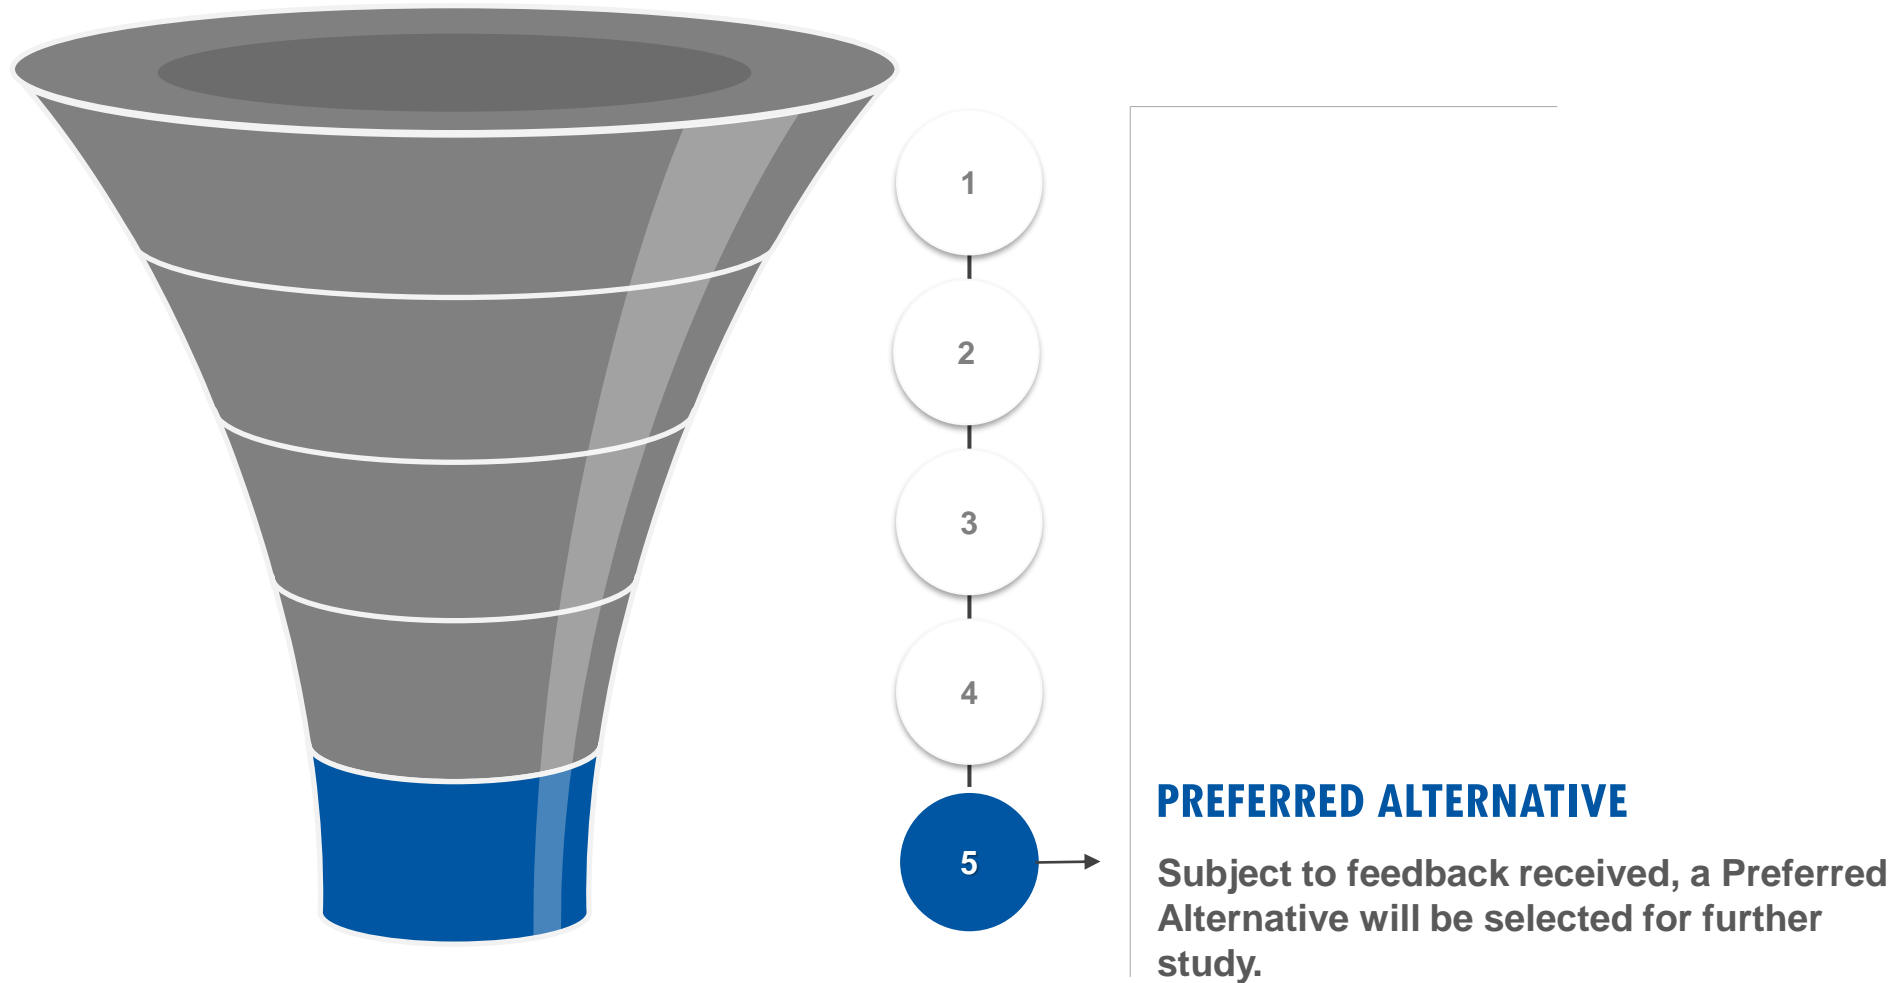 1
2
3
4
5
PREFERRED ALTERNATIVE
Subject to feedback received, a Preferred
Alternative will be selected for further
study.